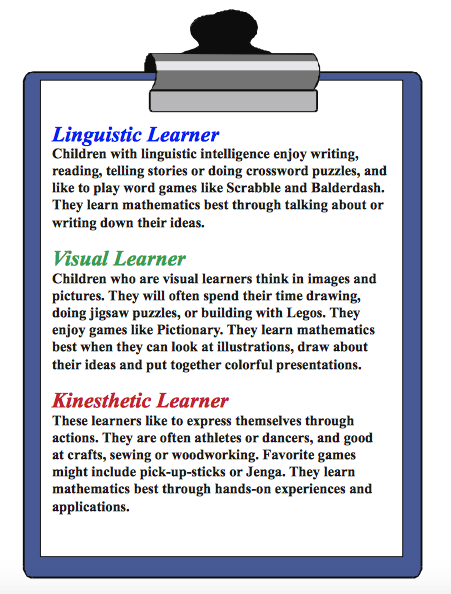 Linguistic Learner
Children with linguistic intelligence enjoy writing,
reading, telling stories or doing crossword puzzles, and
like to play word games like Scrabble and Balderdash.
They learn mathematics best through talking about or
writing down their ideas.
Visual Learner
Children who are visual learners think in images and
pictures. They will often spend their time drawing,
doing jigsaw puzzles, or building with Legos. They
enjoy games like Pictionary. They learn mathematics
best when they can look at illustrations, draw about
their ideas and put together colorful presentations.
Kinesthetic Learner
These learners like to express themselves through
actions. They are often athletes or dancers, and good
at crafts, sewing or woodworking. Favorite games
might include pick-up-sticks or Jenga. They learn
mathematics best through hands-on experiences and
applications.